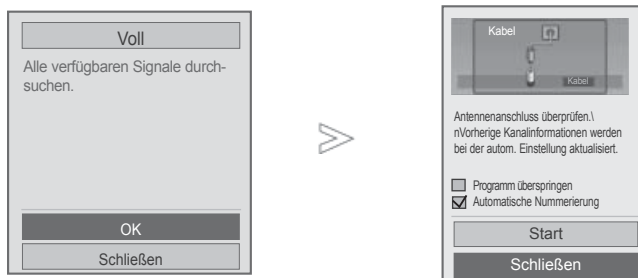 Voll
Alle verfügbaren Signale durch-
suchen.
OK
Schließen
Kabel
Kabel
Antennenanschluss überprüfen.\
nVorherige Kanalinformationen werden
bei der autom. Einstellung aktualisiert.
Programm überspringen
Automatische Nummerierung
Start
Schließen